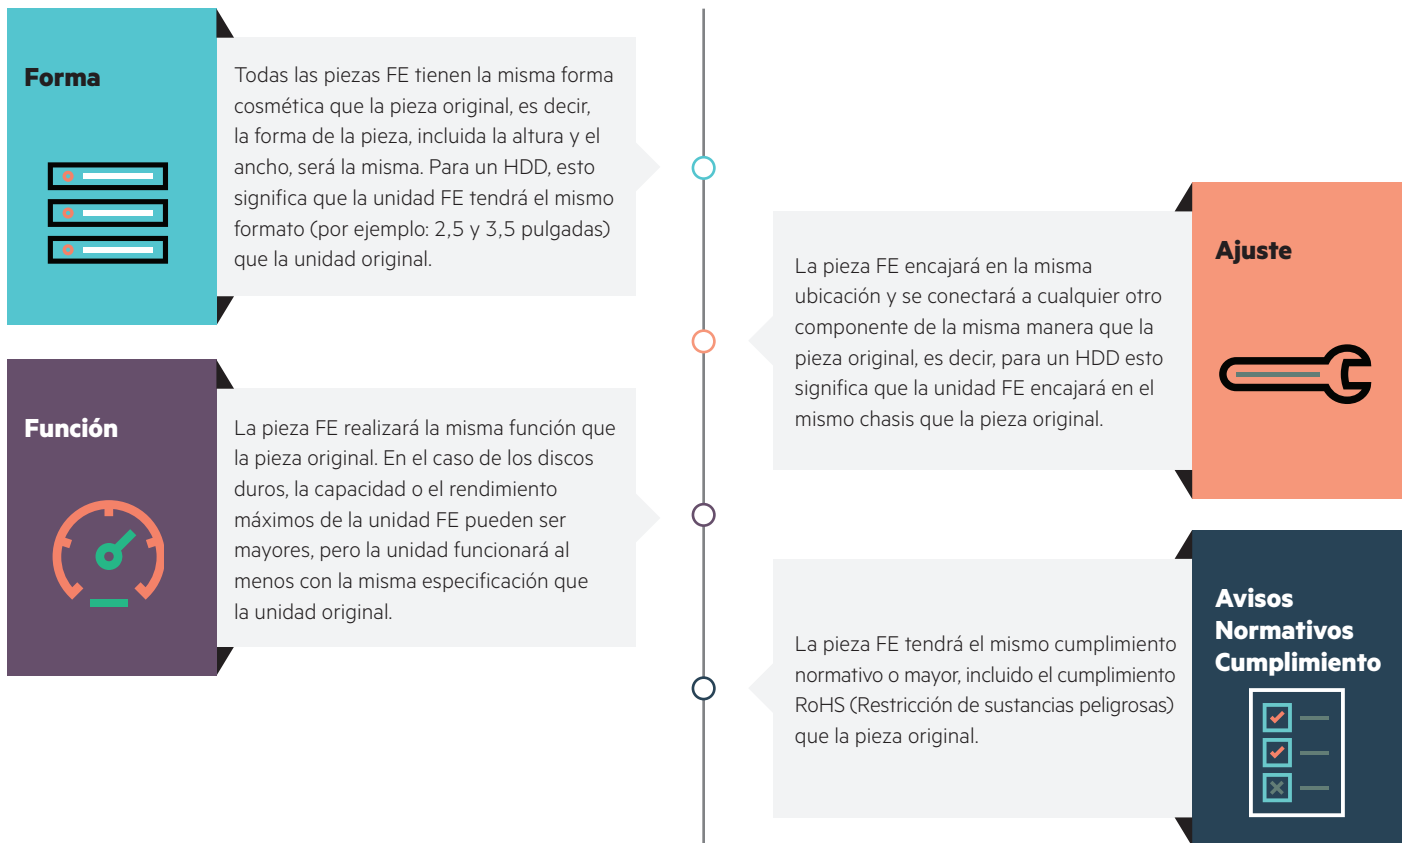 Forma
Todas las piezas FE tienen la misma forma
cosmética que la pieza original, es decir,
la forma de la pieza, incluida la altura y el
ancho, será la misma. Para un HDD, esto
significa que la unidad FE tendrá el mismo
formato (por ejemplo: 2,5 y 3,5 pulgadas)
que la unidad original.
Ajuste
La pieza FE encajará en la misma
ubicación y se conectará a cualquier otro
componente de la misma manera que la
pieza original, es decir, para un HDD esto
significa que la unidad FE encajará en el
mismo chasis que la pieza original.
Función
La pieza FE realizará la misma función que
la pieza original. En el caso de los discos
duros, la capacidad o el rendimiento
máximos de la unidad FE pueden ser
mayores, pero la unidad funcionará al
menos con la misma especificación que
la unidad original.
Avisos
Normativos
Cumplimiento
La pieza FE tendrá el mismo cumplimiento
normativo o mayor, incluido el cumplimiento
RoHS (Restricción de sustancias peligrosas)
que la pieza original.